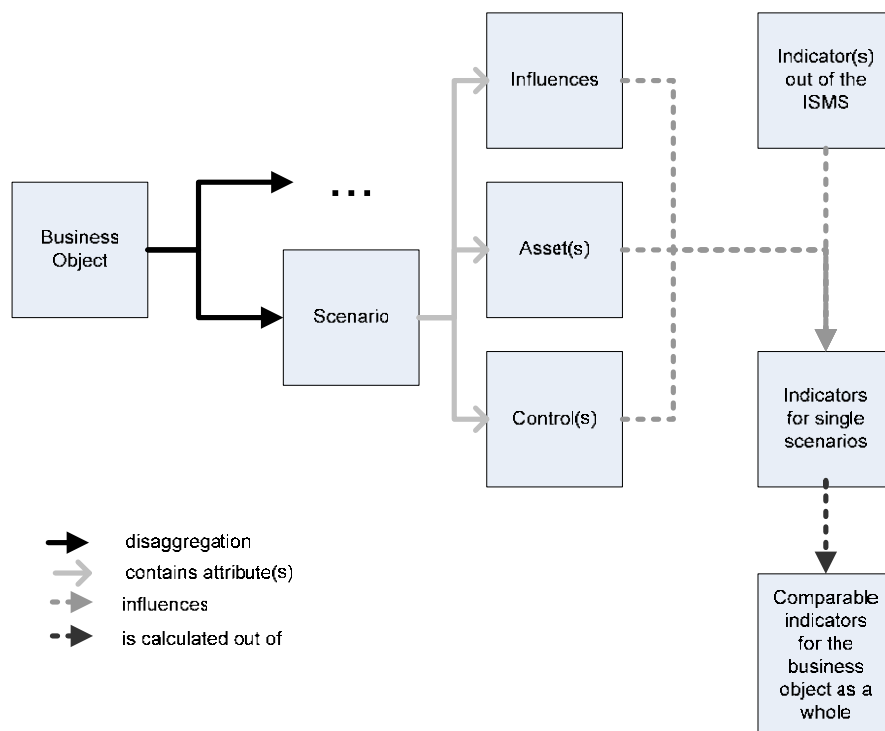 Business
Object
...
Scenario
Influences
Asset(s)
Control(s)
Indicator(s)
out of the
ISMS
Indicators
for single
scenarios
Comparable
indicators
for the
business
object as a
whole
disaggregation
contains attribute(s)
influences
is calculated out of